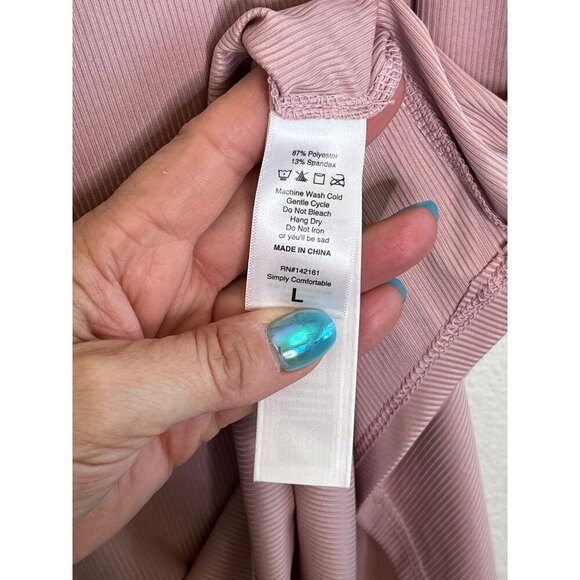 87% Polyester
13% Spandex
Machine Wash Cold
Gentle Cycle
Do Not Bleach
Hang Dry
Do Not Iron
or you'll be sad
MADE IN CHINA
RN#142161
Simply Comfortable
L